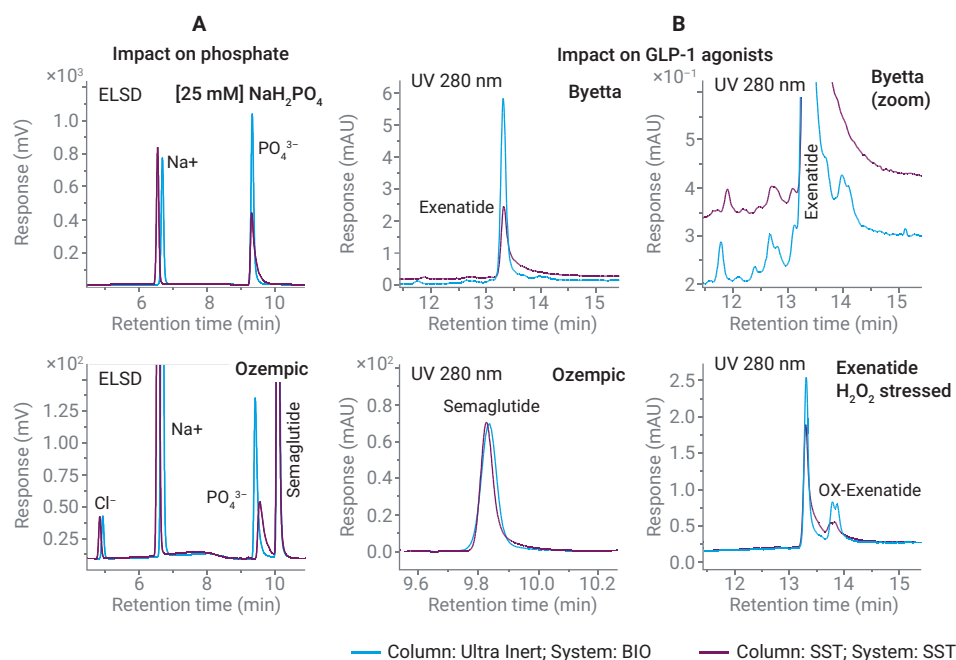 A
Impact on phosphate
×10³
ELSD
[25 mM] NaH₂PO₄
Response (mV)
1.0
0.8
0.6
0.4
0.2
Na+
PO₄³⁻
6
8
10
Retention time (min)
×10²
ELSD
Ozempic
Response (mV)
1.25
1.00
0.75
0.50
0.25
Cl⁻
Na+
PO₄³⁻
Semaglutide
6
8
10
Retention time (min)
B
Impact on GLP-1 agonists
UV 280 nm
Byetta
Response (mAU)
6
5
4
3
2
1
0
Exenatide
12
13
14
15
Retention time (min)
×10⁻¹
UV 280 nm
Byetta
(zoom)
Response (mAU)
5
4
3
2
Exenatide
12
13
14
15
Retention time (min)
×10²
UV 280 nm
Ozempic
Response (mAU)
0.8
0.6
0.4
0.2
0.0
Semaglutide
9.6
9.8
10.0
10.2
Retention time (min)
UV 280 nm
Exenatide
H₂O₂ stressed
Response (mAU)
2.5
2.0
1.5
1.0
0.5
0.0
OX-Exenatide
12
13
14
15
Retention time (min)
Column: Ultra Inert; System: BIO
Column: SST; System: SST